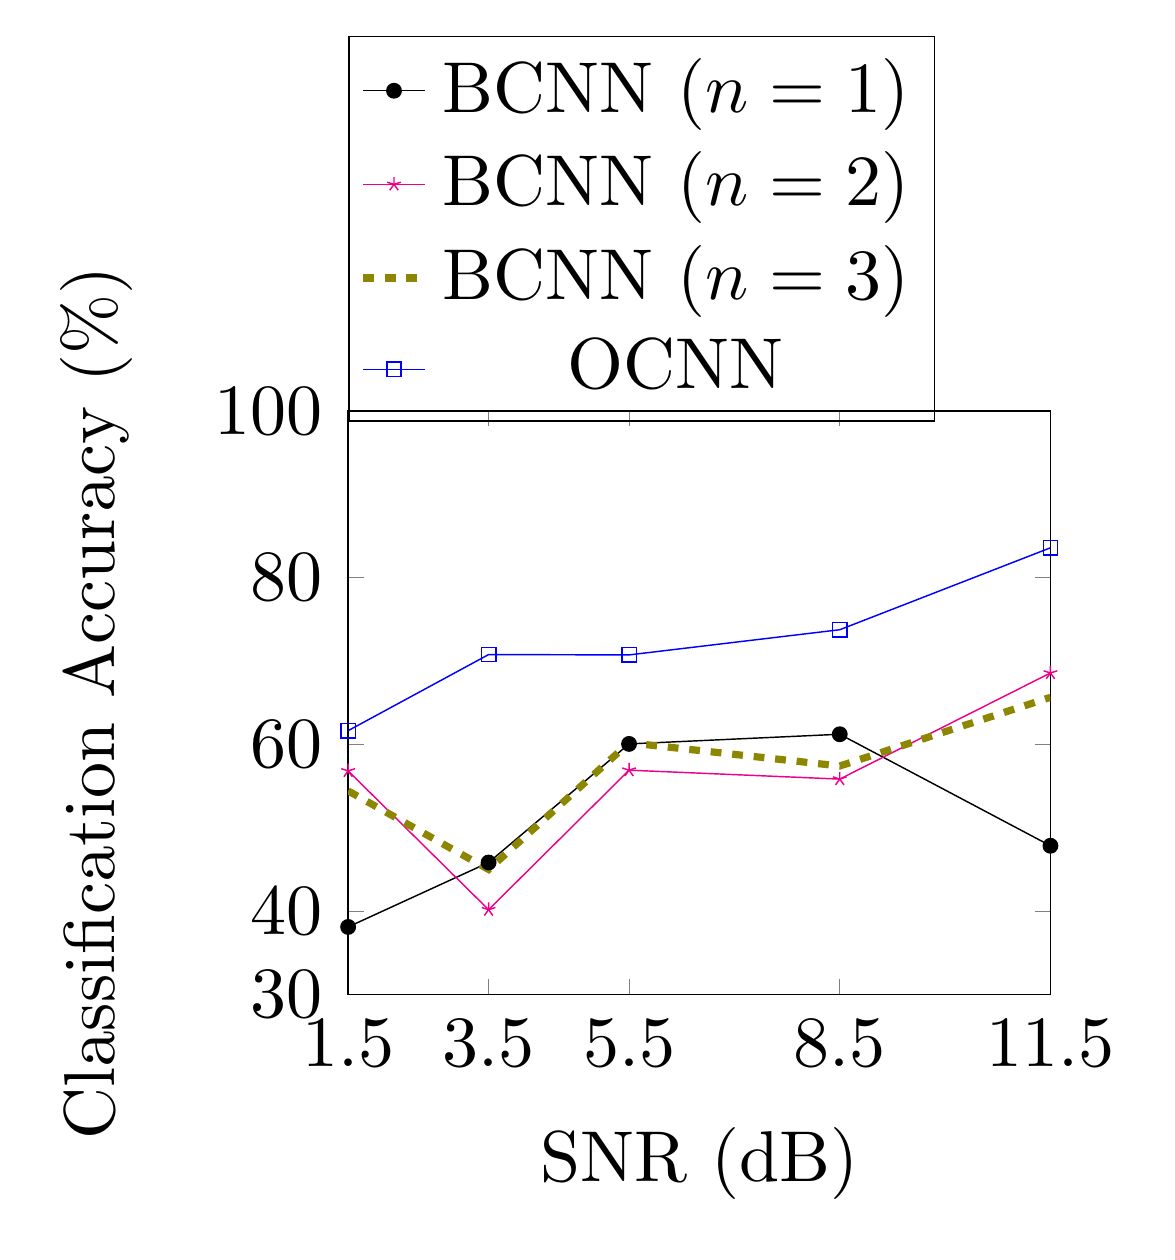 BCNN (n = 1)
BCNN (n = 2)
BCNN (n = 3)
OCNN
Classification Accuracy (%)
100
80
60
40
30
1.5 3.5 5.5 8.5 11.5
SNR (dB)